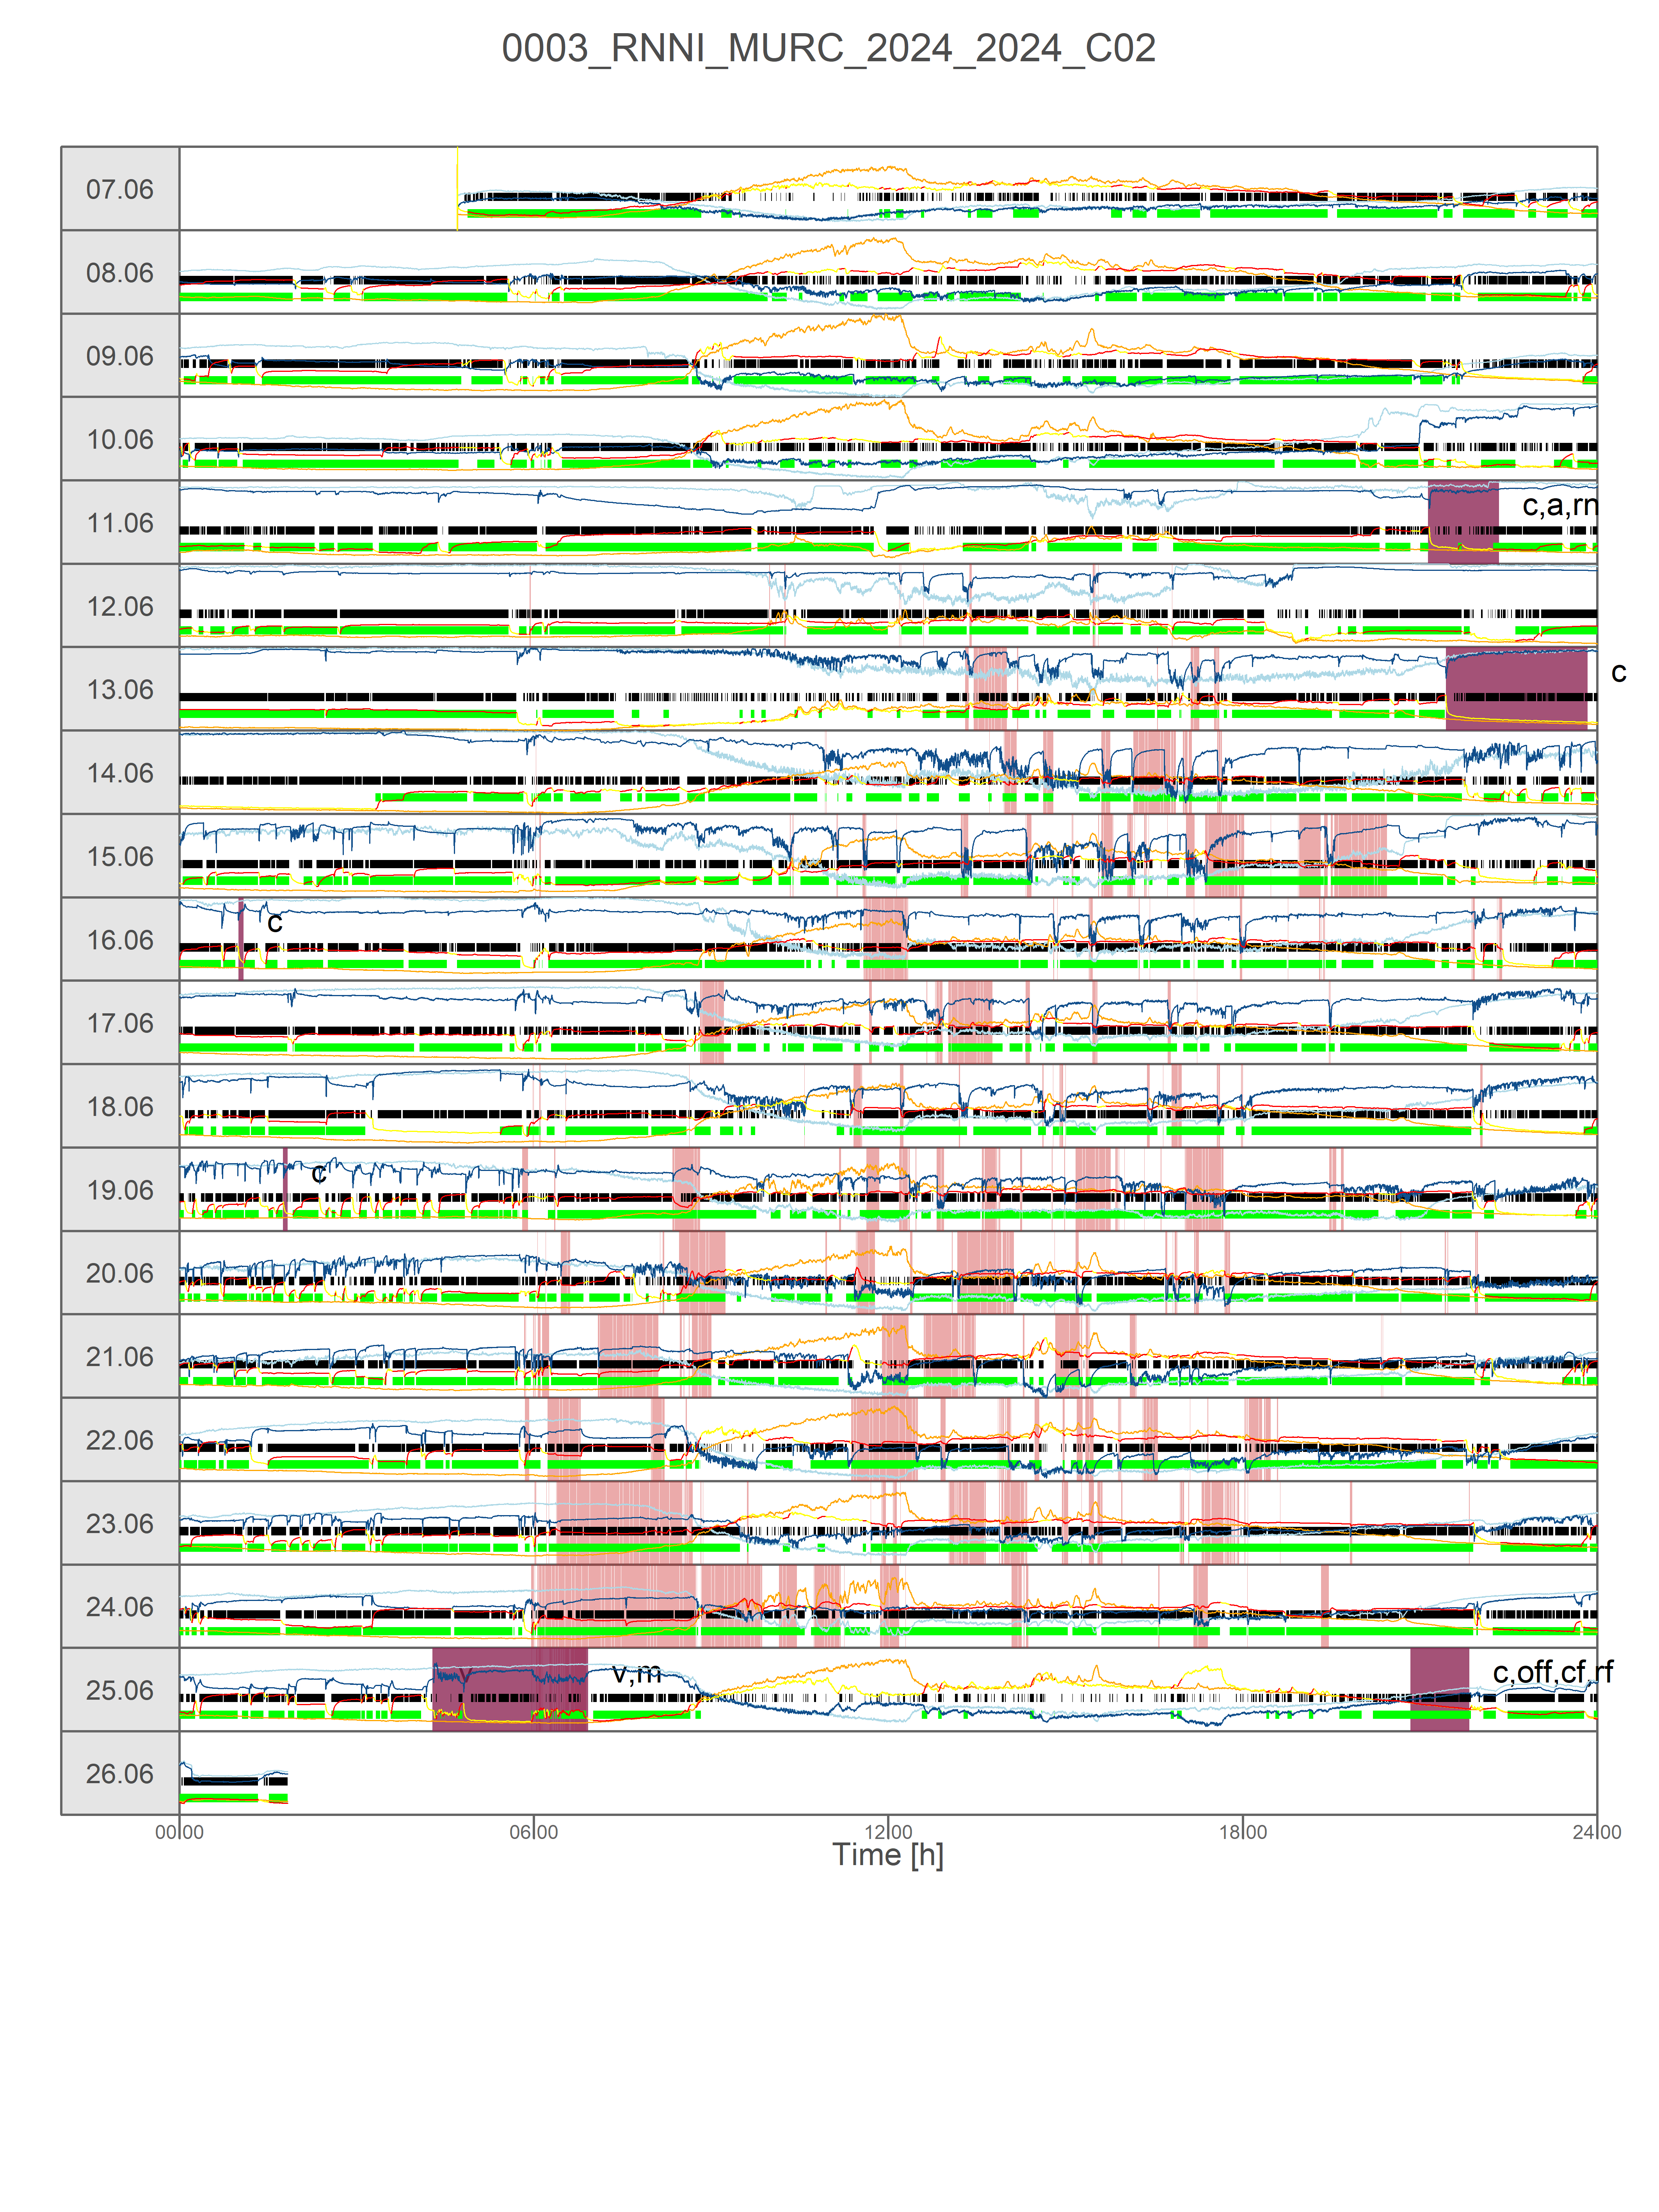 0003_RNNI_MURC_2024_2024_C02
07.06
08.06
09.06
10.06
11.06 c,a,rn
12.06
13.06 c
14.06
15.06
16.06 c
17.06
18.06
19.06 c
20.06
21.06
22.06
23.06
24.06
25.06 v v,m c,off,cf,rf
26.06
00:00 06:00 12:00 18:00 24:00
Time [h]